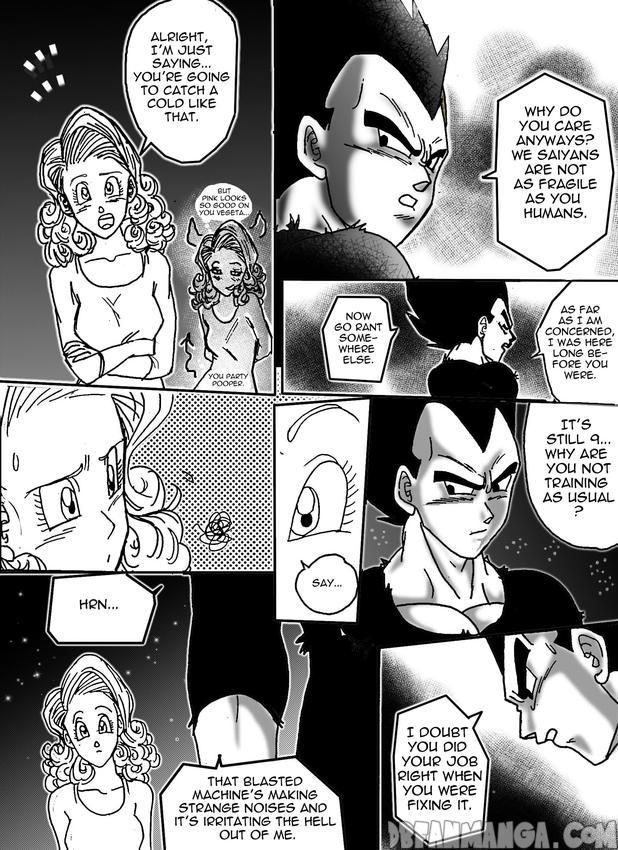 ALRIGHT,
I'M JUST
SAYING...
YOU'RE GOING
TO CATCH A
COLD LIKE
THAT.
BUT
PINK LOOKS
SO GOOD ON
YOU VEGETA...
YOU PARTY
POOPER.
WHY DO
YOU CARE
ANYWAYS?
WE SAIYANS
ARE NOT
AS FRAGILE
AS YOU
HUMANS.
AS FAR
AS I AM
CONCERNED,
I WAS HERE
LONG BE-
FORE YOU
WERE.
NOW
GO RANT
SOME-
WHERE
ELSE.
SAY...
IT'S
STILL 9...
WHY ARE
YOU NOT
TRAINING
AS USUAL
?
HRN...
THAT BLASTED
MACHINE'S MAKING
STRANGE NOISES AND
IT'S IRRITATING THE HELL
OUT OF ME.
I DOUBT
YOU DID
YOUR JOB
RIGHT WHEN
YOU WERE
FIXING IT.
DBFANMANGA.COM